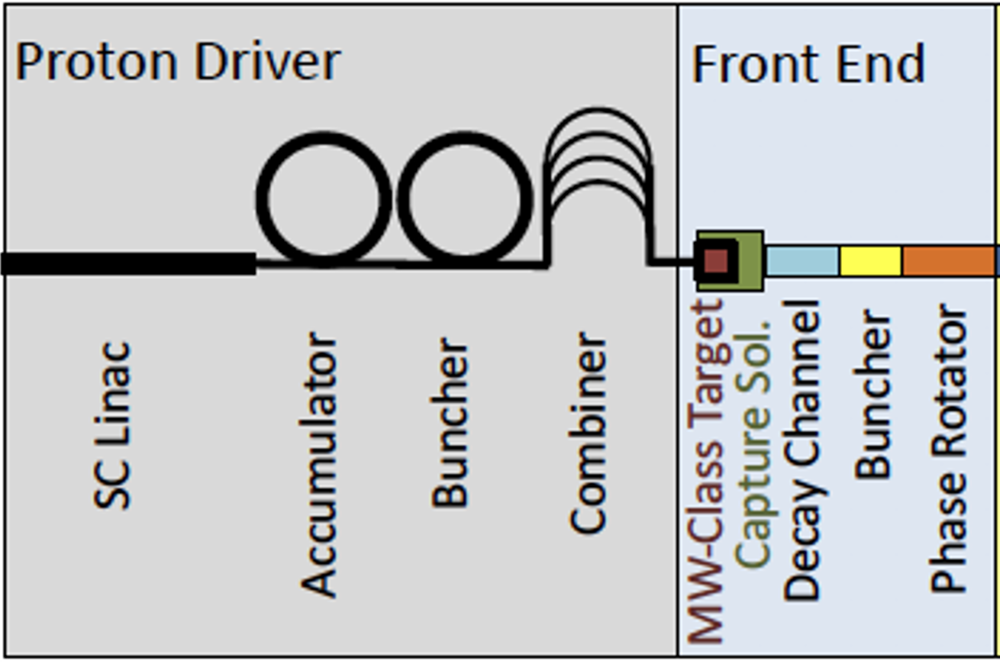 Proton Driver
Front End
SC Linac
Accumulator
Buncher
Combiner
MW-Class Target
Capture Sol.
Decay Channel
Buncher
Phase Rotator